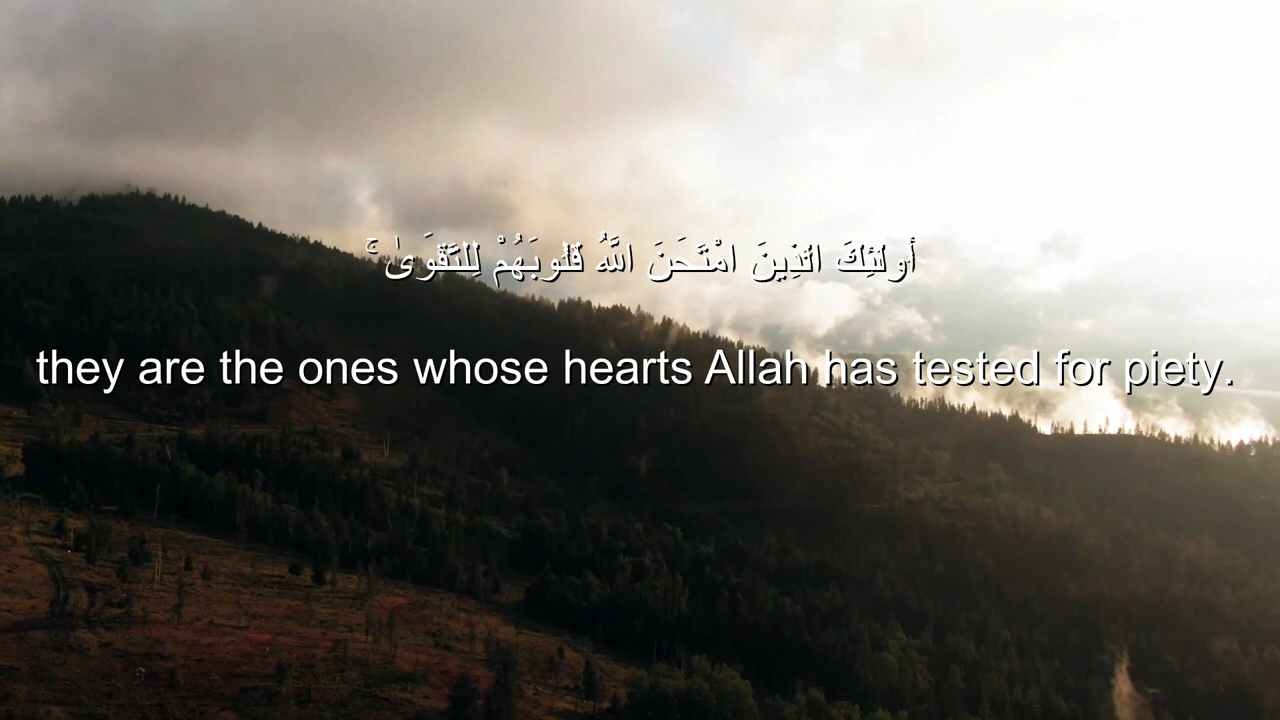 أُولَٰئِكَ الَّذِينَ امْتَحَنَ اللَّهُ قُلُوبَهُمْ لِلتَّقْوَىٰ ۚ
they are the ones whose hearts Allah has tested for piety.